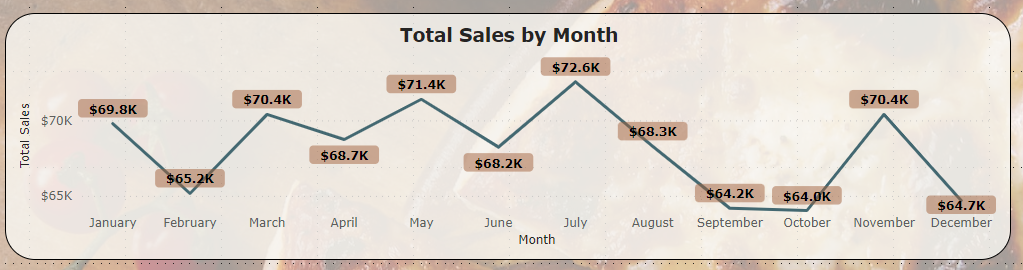 Total Sales by Month
$72.6K
$71.4K
$69.8K
$70.4K
$70.4K
$70K
$68.3K
$68.7K
$68.2K
$65.2K
$65K
$64.2K
$64.0K
$64.7K
Total Sales
January February March April May June July August September October November December
Month